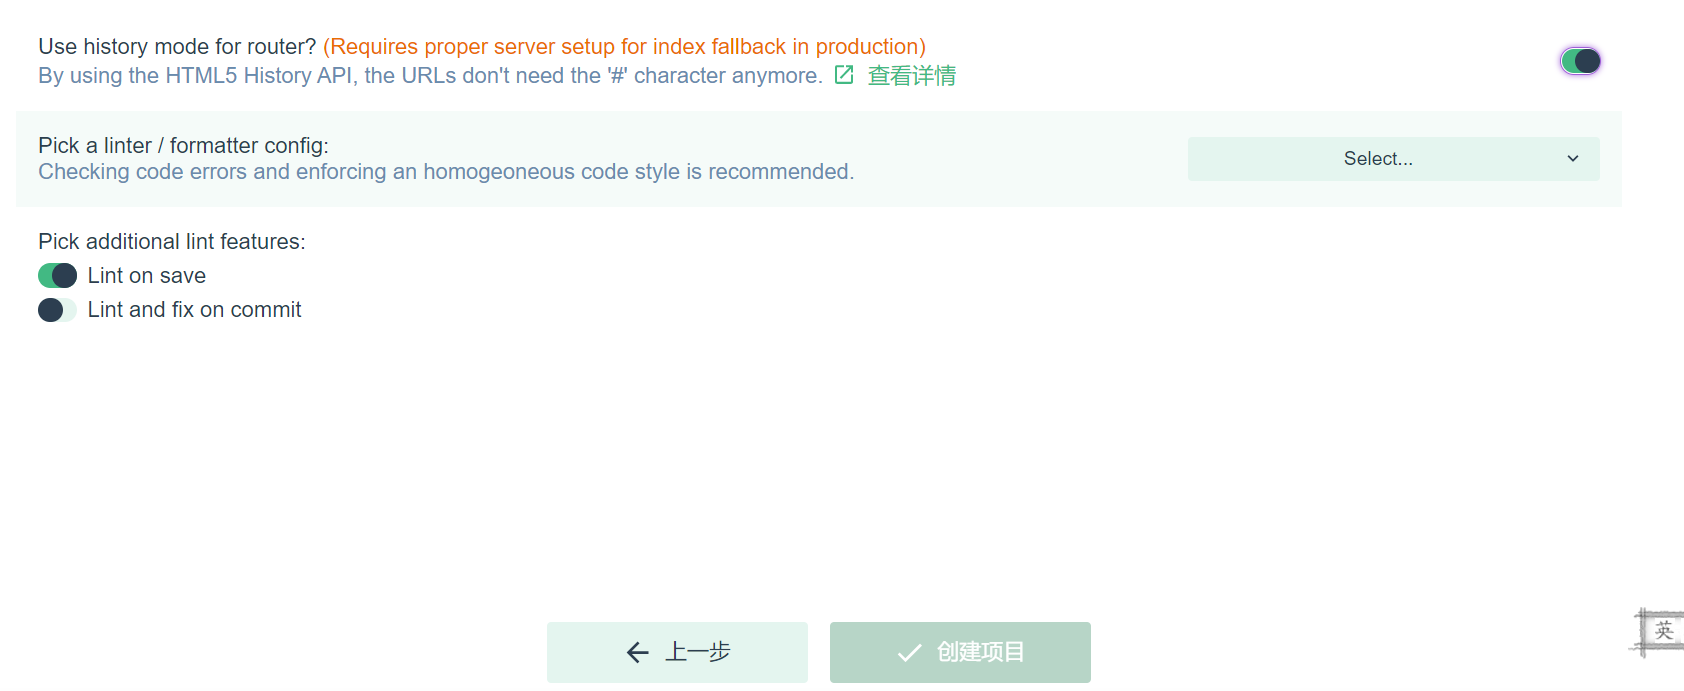 Use history mode for router? (Requires proper server setup for index fallback in production)
By using the HTML5 History API, the URLs don't need the '#' character anymore. 查看详情
Pick a linter / formatter config:
Checking code errors and enforcing an homogeoneous code style is recommended.
Select...
Pick additional lint features:
Lint on save
Lint and fix on commit
上一步
创建项目
英